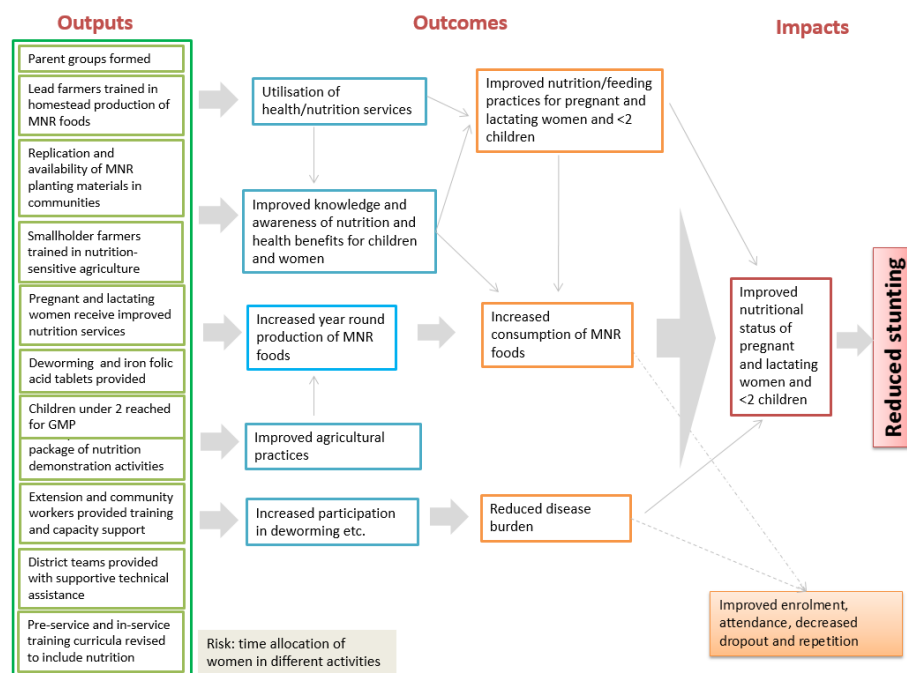 Outputs
Outcomes
Impacts
Parent groups formed
Lead farmers trained in
homestead production of
MNR foods
Replication and
availability of MNR
planting materials in
communities
Smallholder farmers
trained in nutrition-
sensitive agriculture
Pregnant and lactating
women receive improved
nutrition services
Deworming and iron folic
acid tablets provided
Children under 2 reached
for GMP
package of nutrition
demonstration activities
Extension and community
workers provided training
and capacity support
District teams provided
with supportive technical
assistance
Pre-service and in-service
training curricula revised
to include nutrition
Utilisation of
health/nutrition services
Improved knowledge and
awareness of nutrition and
health benefits for children
and women
Increased year round
production of MNR
foods
Improved agricultural
practices
Increased participation
in deworming etc.
Risk: time allocation of
women in different activities
Improved nutrition/feeding
practices for pregnant and
lactating women and <2
children
Increased
consumption of MNR
foods
Reduced disease
burden
Improved
nutritional
status of
pregnant
and lactating
women and
<2 children
Reduced stunting
Improved enrolment,
attendance, decreased
dropout and repetition